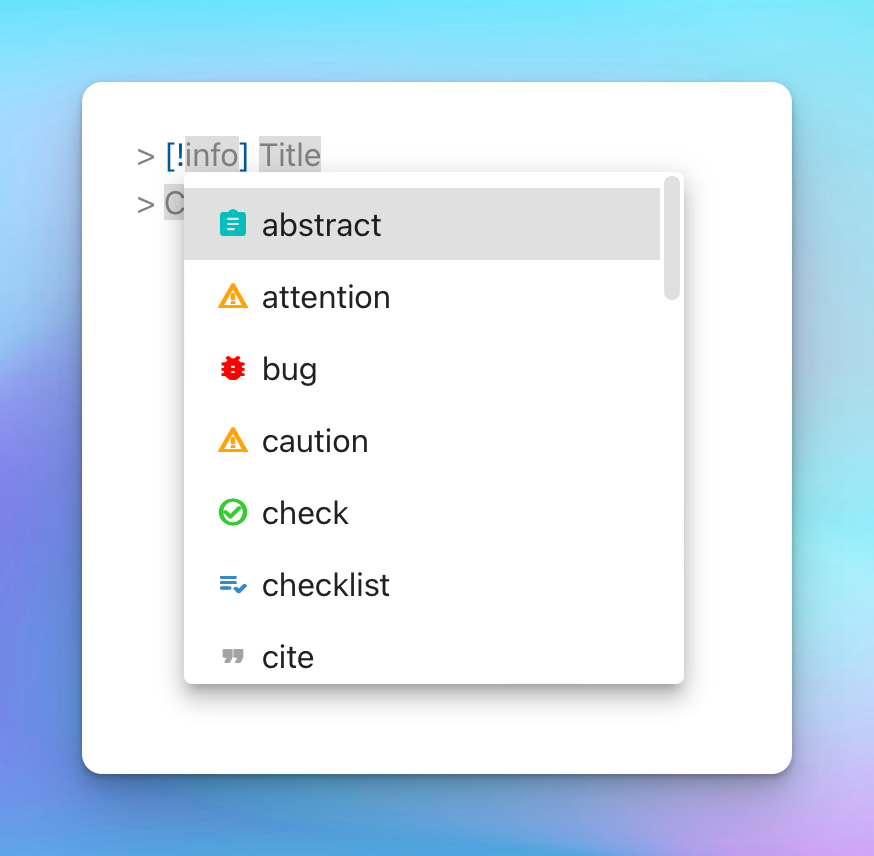 > [!info] Title
> C
abstract
attention
bug
caution
check
checklist
cite